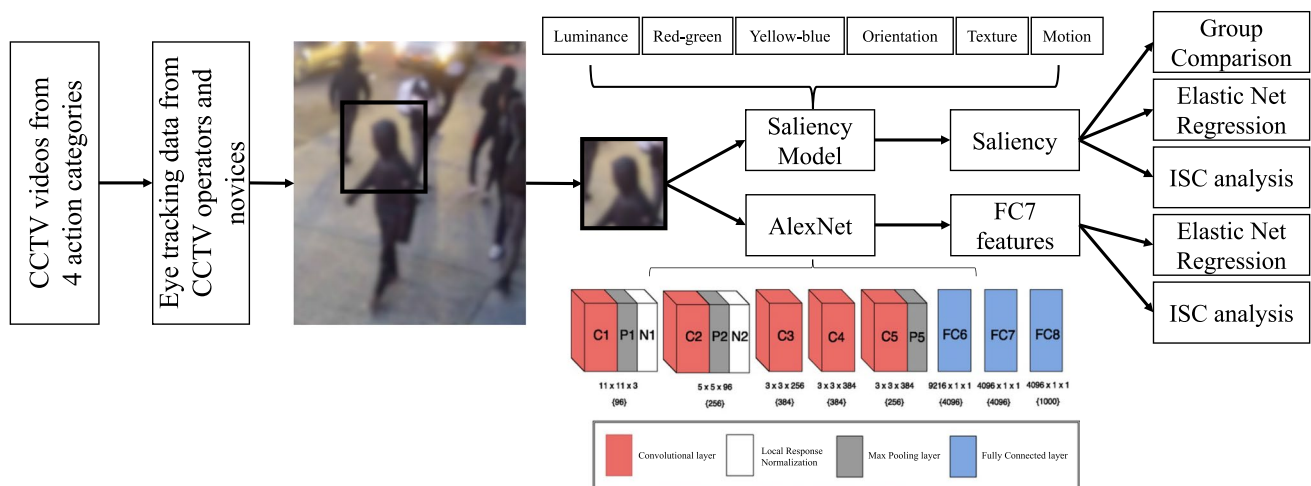 CCTV videos from
4 action categories
Eye tracking data from
CCTV operators and
novices
Luminance
Red-green
Yellow-blue
Orientation
Texture
Motion
Saliency
Model
Saliency
AlexNet
FC7
features
Group
Comparison
Elastic Net
Regression
ISC analysis
Elastic Net
Regression
ISC analysis
C1 P1 N1
C2 P2 N2
C3
C4
C5 P5
FC6
FC7
FC8
11 x 11 x 3
{96}
5 x 5 x 96
{256}
3 x 3 x 256
{384}
3 x 3 x 384
{384}
3 x 3 x 384
{256}
9216 x 1 x 1
{4096}
4096 x 1 x 1
{4096}
4096 x 1 x 1
{1000}
Convolutional layer
Local Response
Normalization
Max Pooling layer
Fully Connected layer